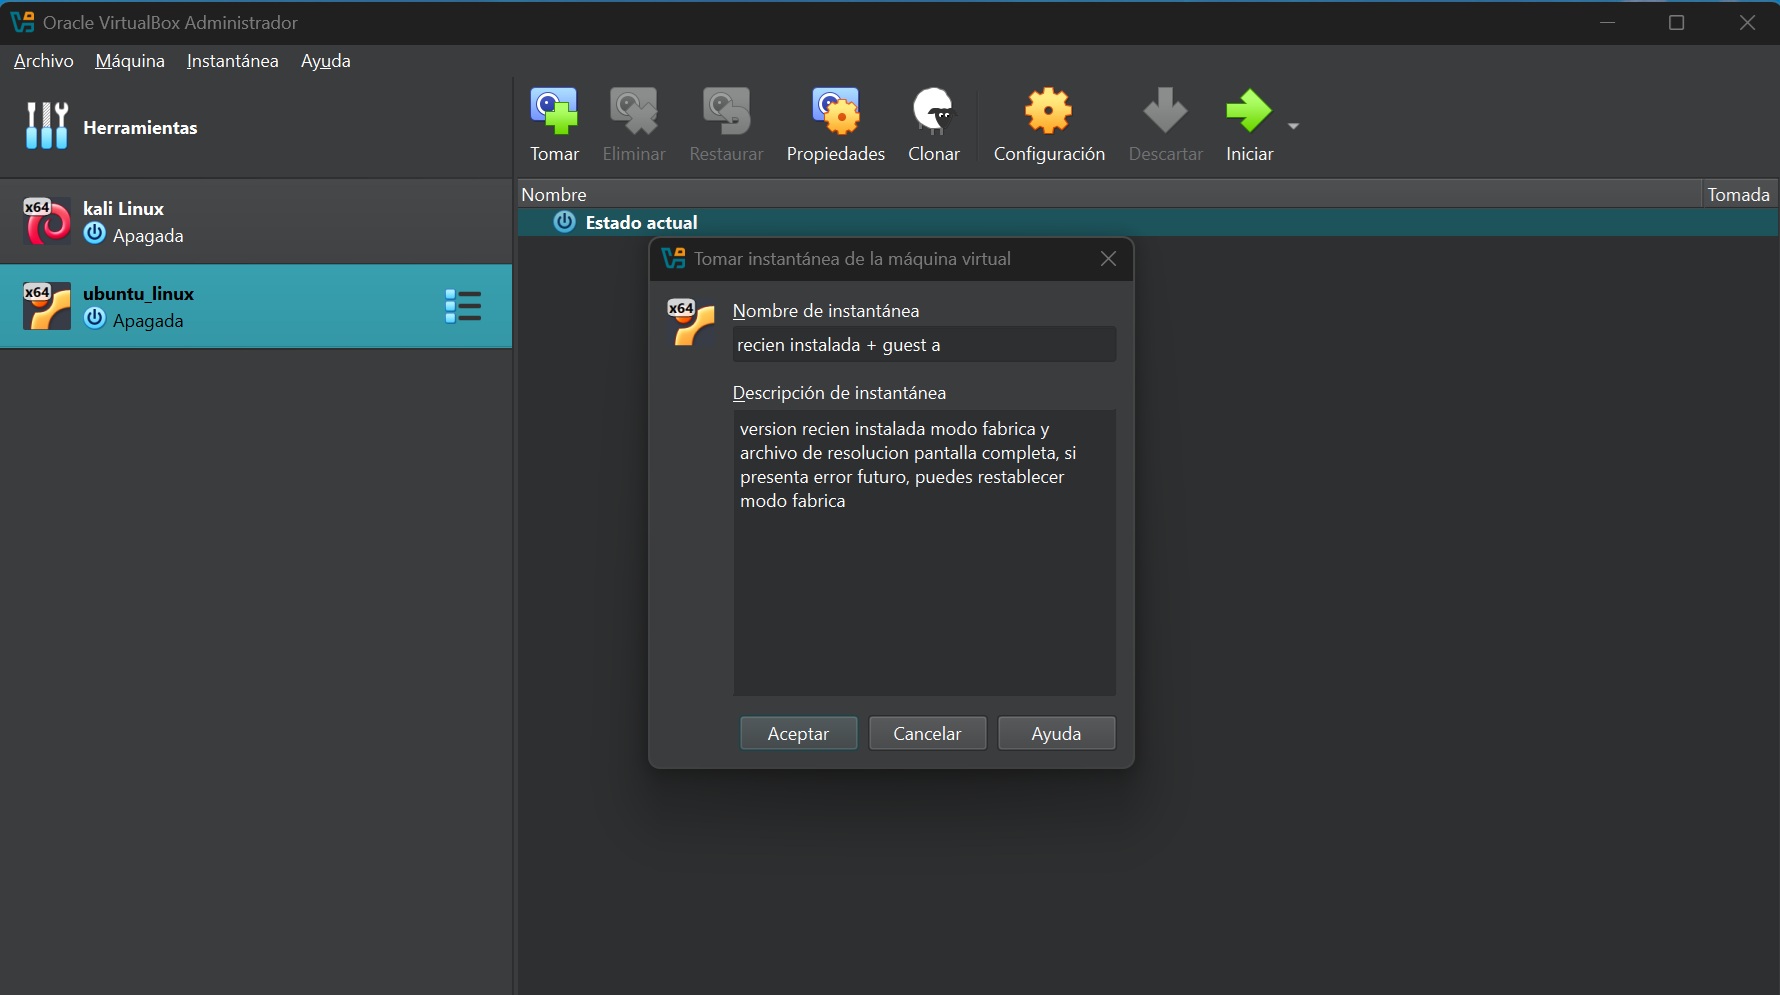 Oracle VirtualBox Administrador
Archivo Máquina Instantánea Ayuda
Herramientas
Tomar Eliminar Restaurar Propiedades Clonar Configuración Descartar Iniciar
x64 kali Linux
Apagada
x64 ubuntu_linux
Apagada
Nombre Tomada
Estado actual
Tomar instantánea de la máquina virtual
x64
Nombre de instantánea
recien instalada + guest a
Descripción de instantánea
version recien instalada modo fabrica y
archivo de resolucion pantalla completa, si
presenta error futuro, puedes restablecer
modo fabrica
Aceptar Cancelar Ayuda